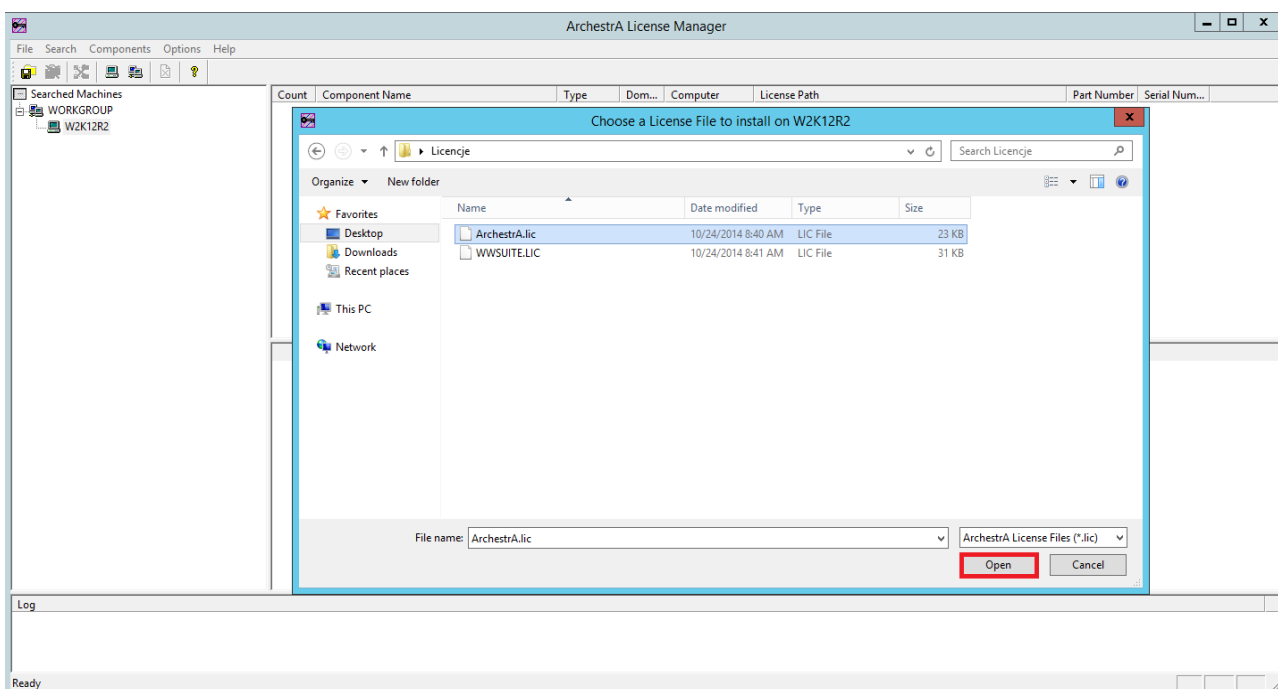 ArchestrA License Manager
File Search Components Options Help
Searched Machines
WORKGROUP
W2K12R2
Count Component Name Type Dom... Computer License Path Part Number Serial Num...
Choose a License File to install on W2K12R2
Licencje
Search Licencje
Organize New folder
Favorites
Desktop
Downloads
Recent places
This PC
Network
Name Date modified Type Size
ArchestrA.lic 10/24/2014 8:40 AM LIC File 23 KB
WWSUITE.LIC 10/24/2014 8:41 AM LIC File 31 KB
File name: ArchestrA.lic ArchestrA License Files (*.lic)
Open Cancel
Log
Ready